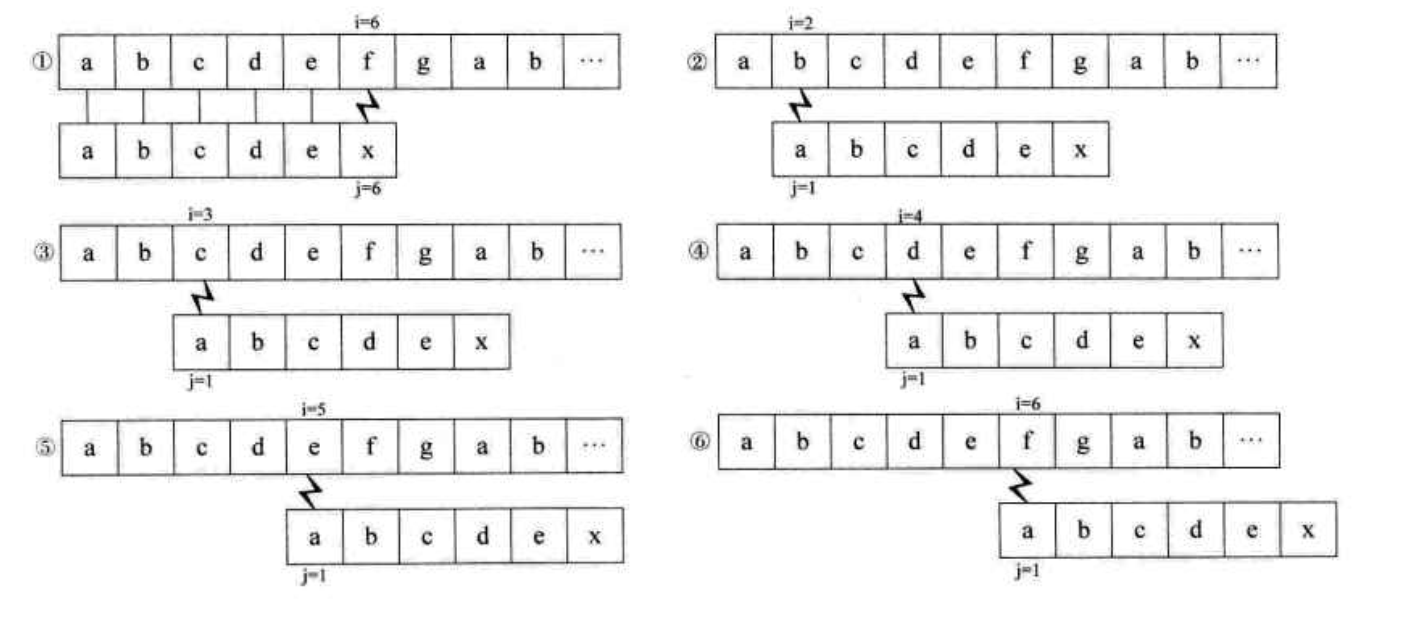 i=6
① a b c d e f g a b ···
a b c d e x
j=6
i=2
② a b c d e f g a b ···
a b c d e x
j=1
i=3
③ a b c d e f g a b ···
a b c d e x
j=1
i=4
④ a b c d e f g a b ···
a b c d e x
j=1
i=5
⑤ a b c d e f g a b ···
a b c d e x
j=1
i=6
⑥ a b c d e f g a b ···
a b c d e x
j=1